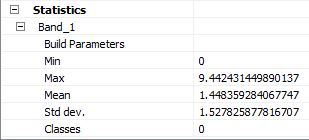 Statistics
Band_1
Build Parameters
Min 0
Max 9.442431449890137
Mean 1.448359284067747
Std dev. 1.527825877816707
Classes 0